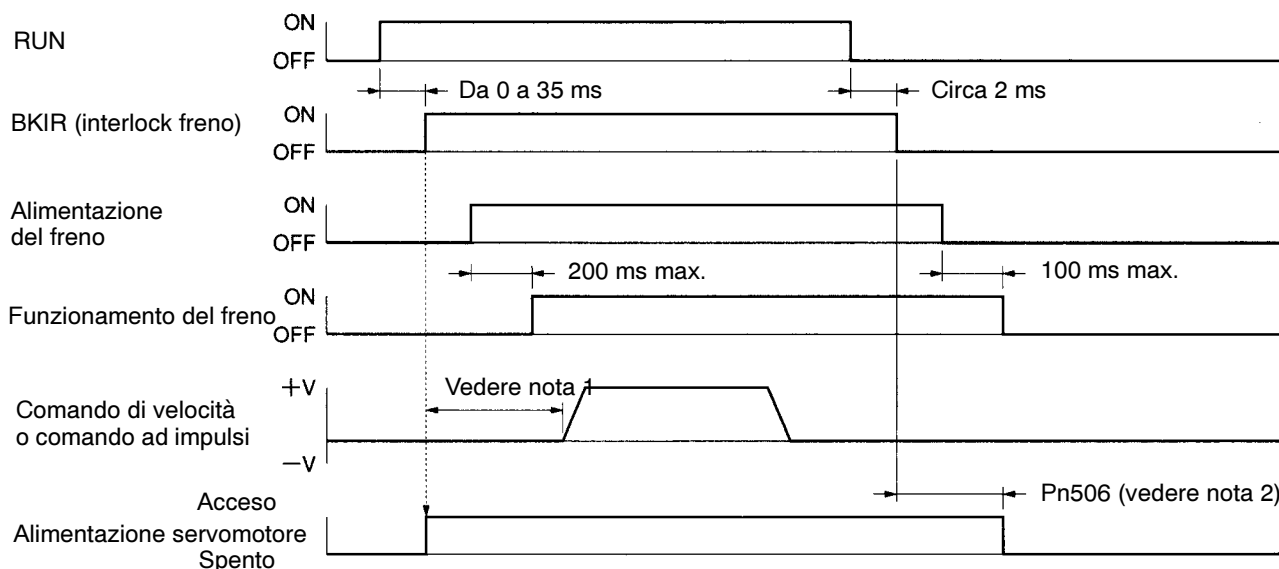 RUN
ON
OFF
Da 0 a 35 ms
Circa 2 ms
BKIR (interlock freno)
ON
OFF
Alimentazione
del freno
ON
OFF
200 ms max.
100 ms max.
Funzionamento del freno
ON
OFF
Comando di velocità
o comando ad impulsi
+V
−V
Vedere nota 1
Pn506 (vedere nota 2)
Acceso
Alimentazione servomotore
Spento